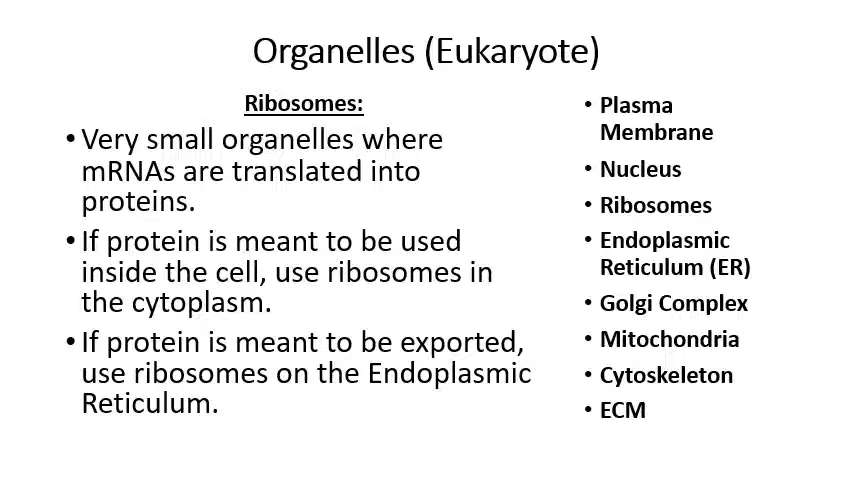 Organelles (Eukaryote)
Ribosomes:
• Very small organelles where
mRNAs are translated into
proteins.
• If protein is meant to be used
inside the cell, use ribosomes in
the cytoplasm.
• If protein is meant to be exported,
use ribosomes on the Endoplasmic
Reticulum.
• Plasma
Membrane
• Nucleus
• Ribosomes
• Endoplasmic
Reticulum (ER)
• Golgi Complex
• Mitochondria
• Cytoskeleton
• ECM